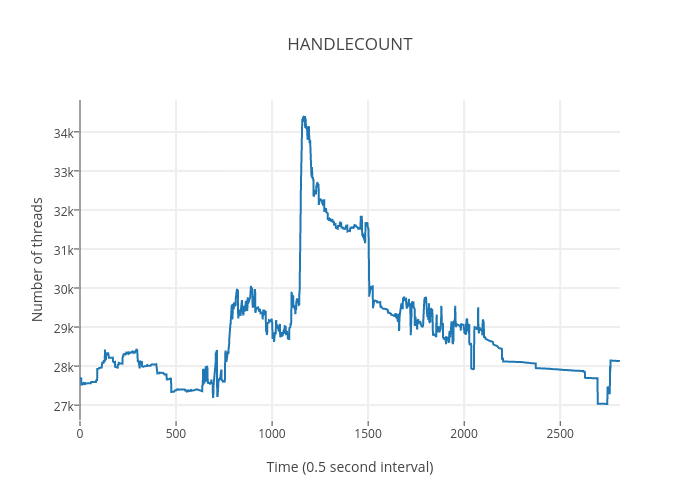 HANDLECOUNT
Number of threads
34k
33k
32k
31k
30k
29k
28k
27k
0 500 1000 1500 2000 2500
Time (0.5 second interval)